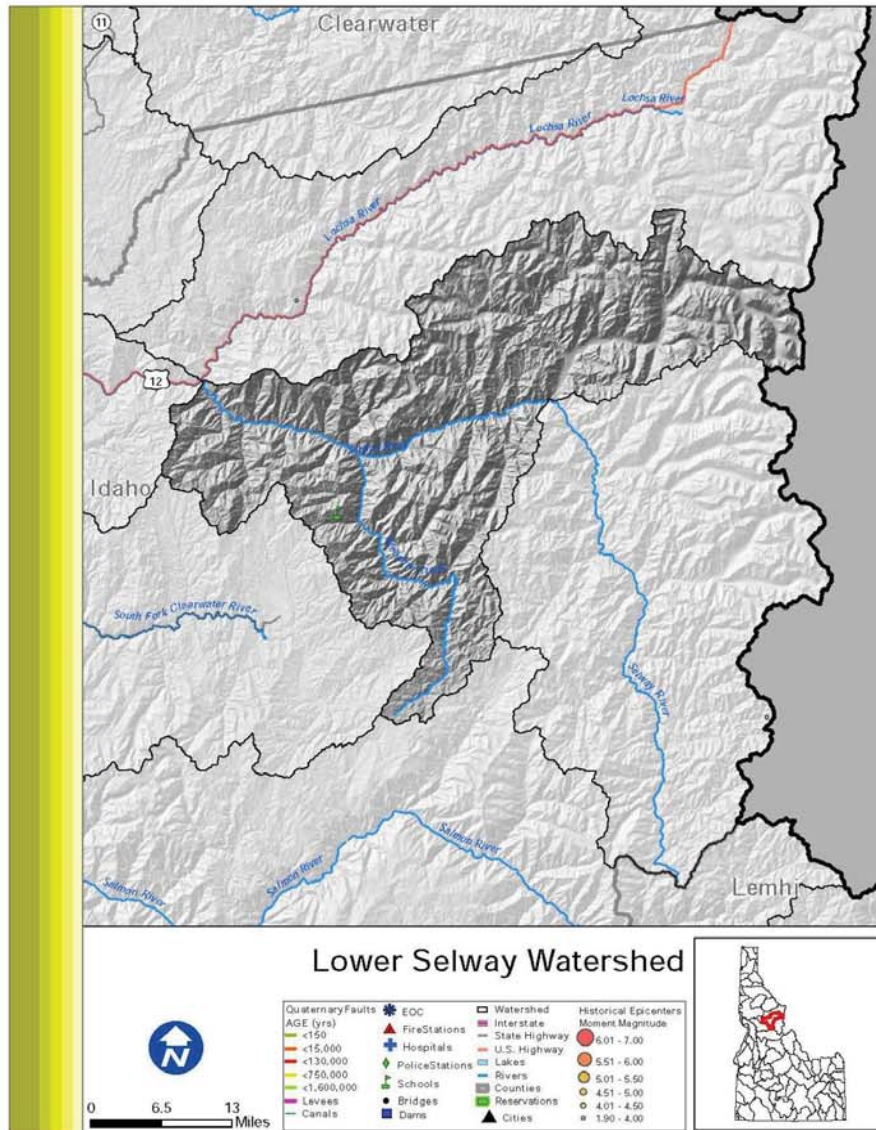 11
Clearwater
Lochsa River
Lochsa River
Lochsa River
12
Idaho
South Fork Clearwater River
Selway River
Salmon River
Salmon River
Salmon River
Lemhi
Lower Selway Watershed
N
0 6.5 13
Miles
Quaternary Faults
AGE (yrs)
<150
<15,000
<130,000
<750,000
<1,600,000
Levees
Canals
EOC
FireStations
Hospitals
PoliceStations
Schools
Bridges
Dams
Watershed
Interstate
State Highway
U.S. Highway
Lakes
Rivers
Counties
Reservations
Cities
Historical Epicenters
Moment Magnitude
6.01 - 7.00
5.51 - 6.00
5.01 - 5.50
4.51 - 5.00
4.01 - 4.50
1.90 - 4.00